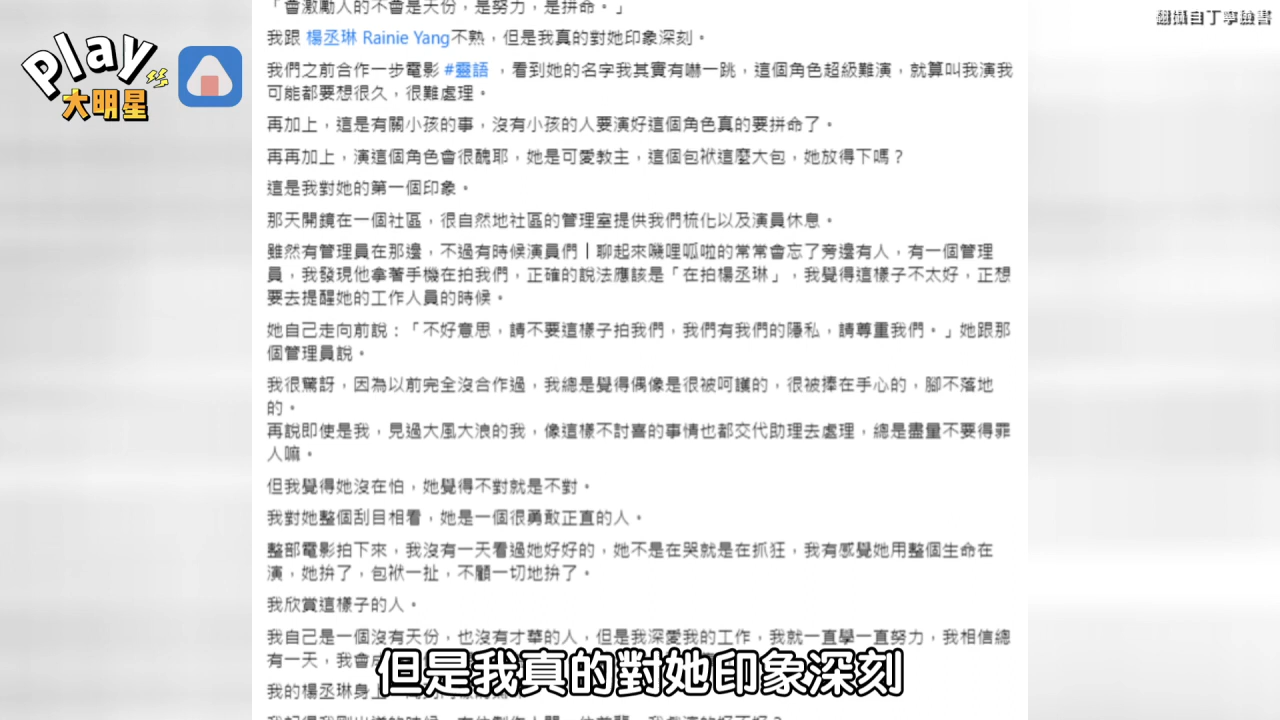 「會激勵人的不會是天份，是努力，是拼命。」
翻攝自丁寧臉書
Play
大明星
我跟 楊丞琳 Rainie Yang不熟，但是我真的對她印象深刻。
我們之前合作一步電影 #靈語 ，看到她的名字我其實有嚇一跳，這個角色超級難演，就算叫我演我
可能都要想很久，很難處理。
再加上，這是有關小孩的事，沒有小孩的人要演好這個角色真的要拼命了。
再再加上，演這個角色會很醜耶，她是可愛教主，這個包袱這麼大包，她放得下嗎？
這是我對她的第一個印象。
那天開鏡在一個社區，很自然地社區的管理室提供我們梳化以及演員休息。
雖然有管理員在那邊，不過有時候演員們｜聊起來嘰哩呱啦的常常會忘了旁邊有人，有一個管理
員，我發現他拿著手機在拍我們，正確的說法應該是「在拍楊丞琳」，我覺得這樣子不太好，正想
要去提醒她的工作人員的時候。
她自己走向前說：「不好意思，請不要這樣子拍我們，我們有我們的隱私，請尊重我們。」她跟那
個管理員說。
我很驚訝，因為以前完全沒合作過，我總是覺得偶像是很被呵護的，很被捧在手心的，腳不落地
的。
再說即使是我，見過大風大浪的我，像這樣不討喜的事情也都交代助理去處理，總是盡量不要得罪
人嘛。
但我覺得她沒在怕，她覺得不對就是不對。
我對她整個刮目相看，她是一個很勇敢正直的人。
整部電影拍下來，我沒有一天看過她好好的，她不是在哭就是在抓狂，我有感覺她用整個生命在
演，她拚了，包袱一扯，不顧一切地拚了。
我欣賞這樣子的人。
我自己是一個沒有天份，也沒有才華的人，但是我深愛我的工作，我就一直學一直努力，我相信總
有一天，我會
我的楊丞琳身上
但是我真的對她印象深刻